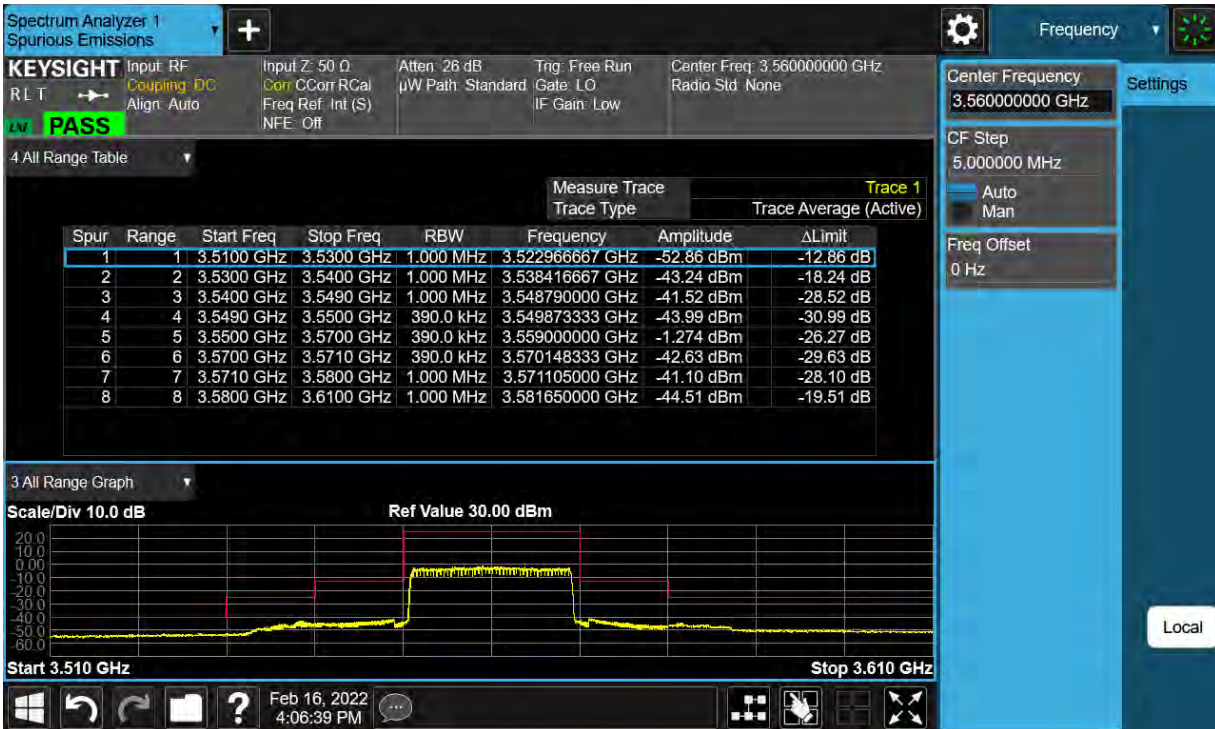 Spectrum Analyzer 1
Spurious Emissions
+
Frequency
KEYSIGHT Input: RF Input Z: 50 Ω Atten: 26 dB Trig: Free Run Center Freq: 3.560000000 GHz
RLT Coupling: DC Corr CCorr RCal µW Path: Standard Gate: LO Radio Std: None
Align: Auto Freq Ref: Int (S) IF Gain: Low
PASS NFE: Off
Center Frequency
3.560000000 GHz
Settings
CF Step
5.000000 MHz
Auto
Man
Freq Offset
0 Hz
4 All Range Table
Measure Trace Trace 1
Trace Type Trace Average (Active)
Spur Range Start Freq Stop Freq RBW Frequency Amplitude ΔLimit
1 1 3.5100 GHz 3.5300 GHz 1.000 MHz 3.522966667 GHz -52.86 dBm -12.86 dB
2 2 3.5300 GHz 3.5400 GHz 1.000 MHz 3.538416667 GHz -43.24 dBm -18.24 dB
3 3 3.5400 GHz 3.5490 GHz 1.000 MHz 3.548790000 GHz -41.52 dBm -28.52 dB
4 4 3.5490 GHz 3.5500 GHz 390.0 kHz 3.549873333 GHz -43.99 dBm -30.99 dB
5 5 3.5500 GHz 3.5700 GHz 390.0 kHz 3.559000000 GHz -1.274 dBm -26.27 dB
6 6 3.5700 GHz 3.5710 GHz 390.0 kHz 3.570148333 GHz -42.63 dBm -29.63 dB
7 7 3.5710 GHz 3.5800 GHz 1.000 MHz 3.571105000 GHz -41.10 dBm -28.10 dB
8 8 3.5800 GHz 3.6100 GHz 1.000 MHz 3.581650000 GHz -44.51 dBm -19.51 dB
3 All Range Graph
Scale/Div 10.0 dB Ref Value 30.00 dBm
20.0
10.0
0.00
-10.0
-20.0
-30.0
-40.0
-50.0
-60.0
Start 3.510 GHz Stop 3.610 GHz
Local
? Feb 16, 2022
4:06:39 PM